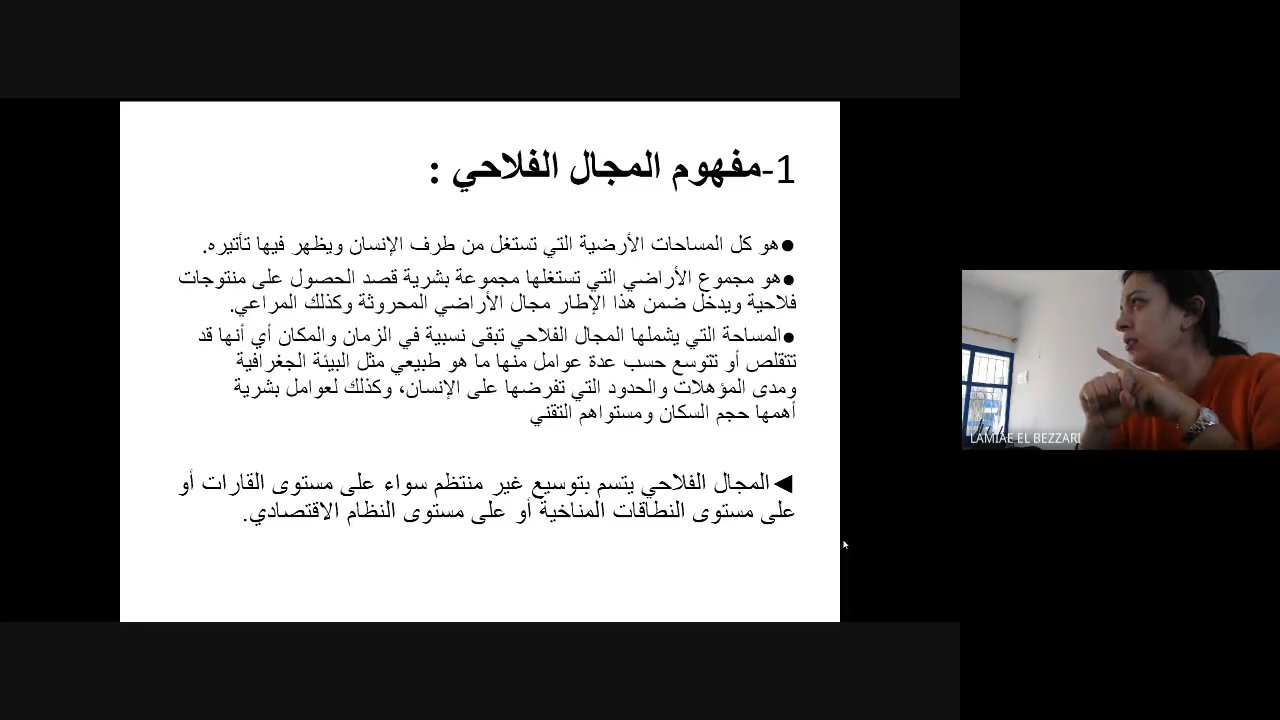 1-مفهوم المجال الفلاحي :
●هو كل المساحات الأرضية التي تستغل من طرف الإنسان ويظهر فيها تأتيره.
●هو مجموع الأراضي التي تستغلها مجموعة بشرية قصد الحصول على منتوجات
فلاحية ويدخل ضمن هذا الإطار مجال الأراضي المحروثة وكذلك المراعي.
●المساحة التي يشملها المجال الفلاحي تبقى نسبية في الزمان والمكان أي أنها قد
تتقلص أو تتوسع حسب عدة عوامل منها ما هو طبيعي مثل البيئة الجغرافية
ومدى المؤهلات والحدود التي تفرضها على الإنسان، وكذلك لعوامل بشرية
أهمها حجم السكان ومستواهم التقني
◄المجال الفلاحي يتسم بتوسيع غير منتظم سواء على مستوى القارات أو
على مستوى النطاقات المناخية أو على مستوى النظام الاقتصادي.
LAMIAE EL BEZZARI